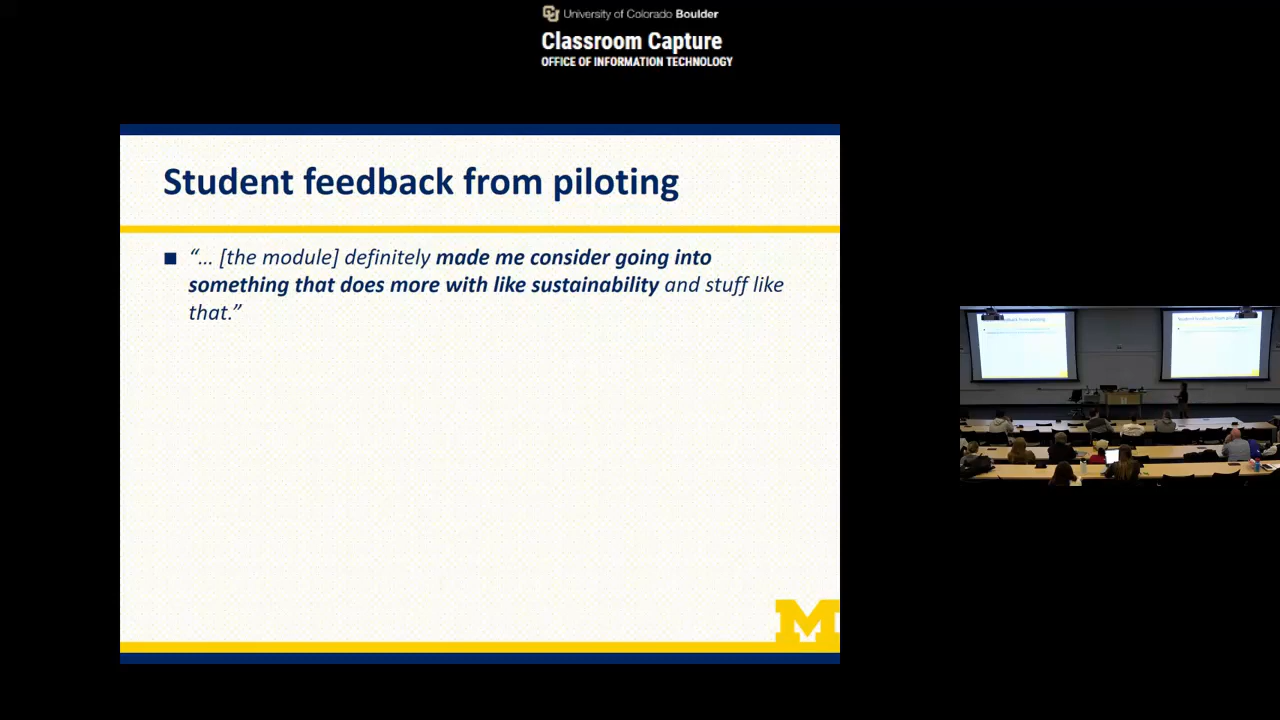 University of Colorado Boulder
Classroom Capture
OFFICE OF INFORMATION TECHNOLOGY
Student feedback from piloting
■ “… [the module] definitely made me consider going into
something that does more with like sustainability and stuff like
that.”
M